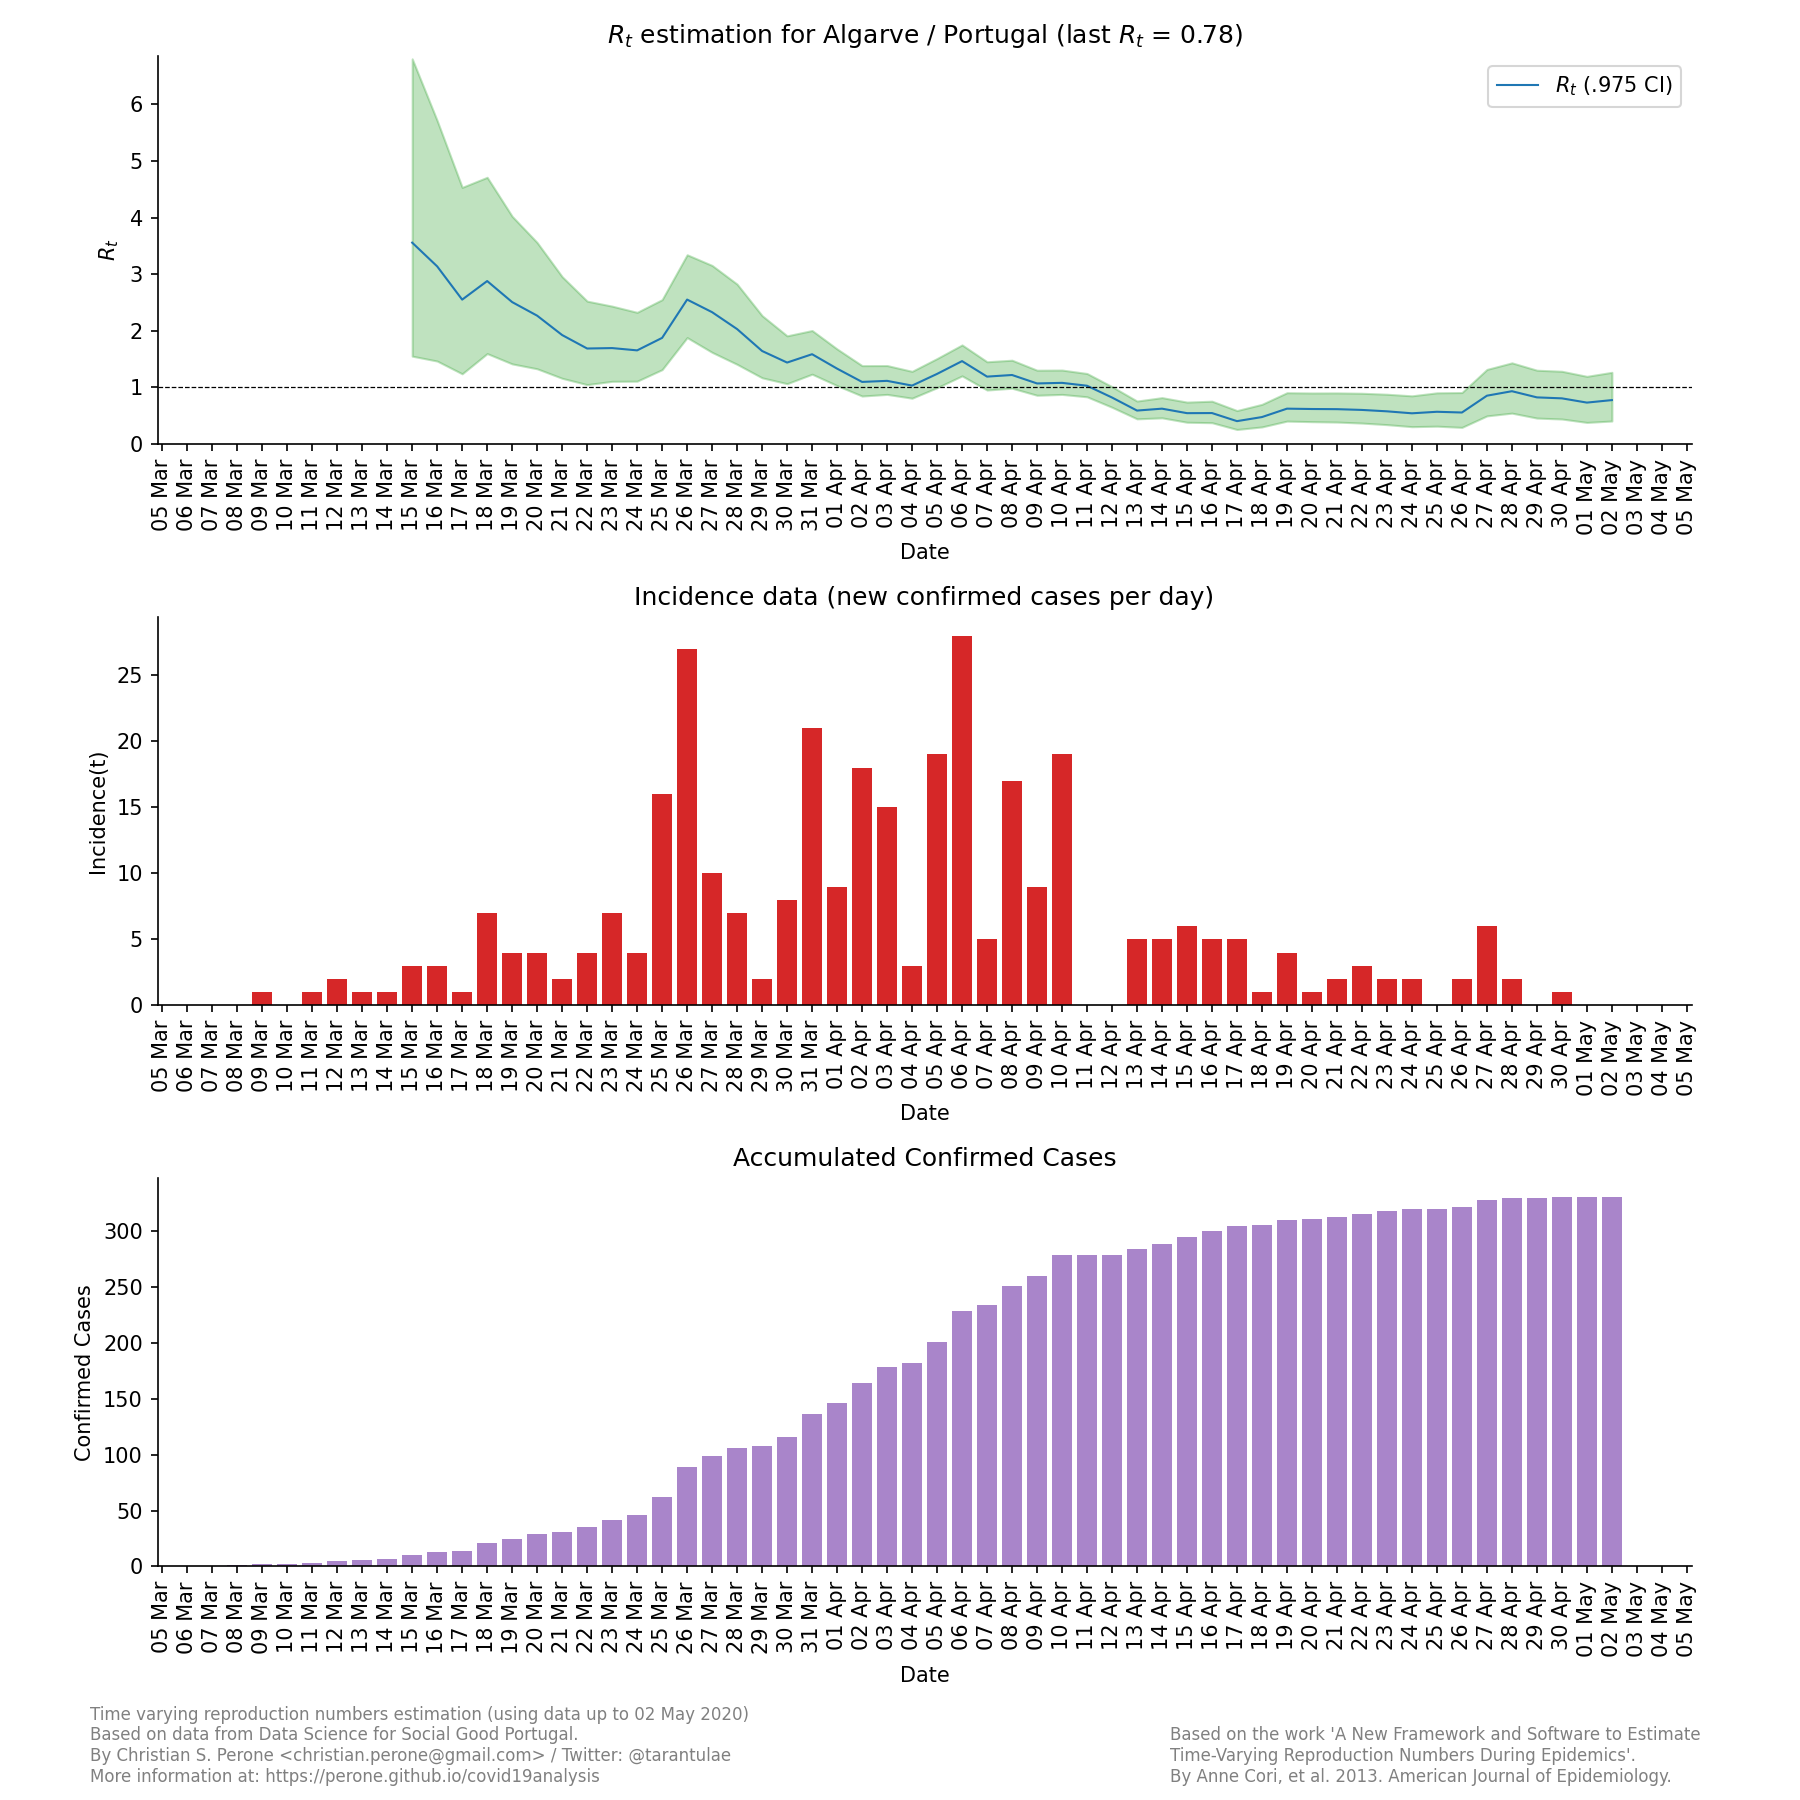 R_t estimation for Algarve / Portugal (last R_t = 0.78)
R_t (.975 CI)
R_t
6
5
4
3
2
1
0
05 Mar
06 Mar
07 Mar
08 Mar
09 Mar
10 Mar
11 Mar
12 Mar
13 Mar
14 Mar
15 Mar
16 Mar
17 Mar
18 Mar
19 Mar
20 Mar
21 Mar
22 Mar
23 Mar
24 Mar
25 Mar
26 Mar
27 Mar
28 Mar
29 Mar
30 Mar
31 Mar
01 Apr
02 Apr
03 Apr
04 Apr
05 Apr
06 Apr
07 Apr
08 Apr
09 Apr
10 Apr
11 Apr
12 Apr
13 Apr
14 Apr
15 Apr
16 Apr
17 Apr
18 Apr
19 Apr
20 Apr
21 Apr
22 Apr
23 Apr
24 Apr
25 Apr
26 Apr
27 Apr
28 Apr
29 Apr
30 Apr
01 May
02 May
03 May
04 May
05 May
Date
Incidence data (new confirmed cases per day)
Incidence(t)
25
20
15
10
5
0
05 Mar
06 Mar
07 Mar
08 Mar
09 Mar
10 Mar
11 Mar
12 Mar
13 Mar
14 Mar
15 Mar
16 Mar
17 Mar
18 Mar
19 Mar
20 Mar
21 Mar
22 Mar
23 Mar
24 Mar
25 Mar
26 Mar
27 Mar
28 Mar
29 Mar
30 Mar
31 Mar
01 Apr
02 Apr
03 Apr
04 Apr
05 Apr
06 Apr
07 Apr
08 Apr
09 Apr
10 Apr
11 Apr
12 Apr
13 Apr
14 Apr
15 Apr
16 Apr
17 Apr
18 Apr
19 Apr
20 Apr
21 Apr
22 Apr
23 Apr
24 Apr
25 Apr
26 Apr
27 Apr
28 Apr
29 Apr
30 Apr
01 May
02 May
03 May
04 May
05 May
Date
Accumulated Confirmed Cases
Confirmed Cases
300
250
200
150
100
50
0
05 Mar
06 Mar
07 Mar
08 Mar
09 Mar
10 Mar
11 Mar
12 Mar
13 Mar
14 Mar
15 Mar
16 Mar
17 Mar
18 Mar
19 Mar
20 Mar
21 Mar
22 Mar
23 Mar
24 Mar
25 Mar
26 Mar
27 Mar
28 Mar
29 Mar
30 Mar
31 Mar
01 Apr
02 Apr
03 Apr
04 Apr
05 Apr
06 Apr
07 Apr
08 Apr
09 Apr
10 Apr
11 Apr
12 Apr
13 Apr
14 Apr
15 Apr
16 Apr
17 Apr
18 Apr
19 Apr
20 Apr
21 Apr
22 Apr
23 Apr
24 Apr
25 Apr
26 Apr
27 Apr
28 Apr
29 Apr
30 Apr
01 May
02 May
03 May
04 May
05 May
Date
Time varying reproduction numbers estimation (using data up to 02 May 2020)
Based on data from Data Science for Social Good Portugal.
By Christian S. Perone <christian.perone@gmail.com> / Twitter: @tarantulae
More information at: https://perone.github.io/covid19analysis
Based on the work 'A New Framework and Software to Estimate
Time-Varying Reproduction Numbers During Epidemics'.
By Anne Cori, et al. 2013. American Journal of Epidemiology.